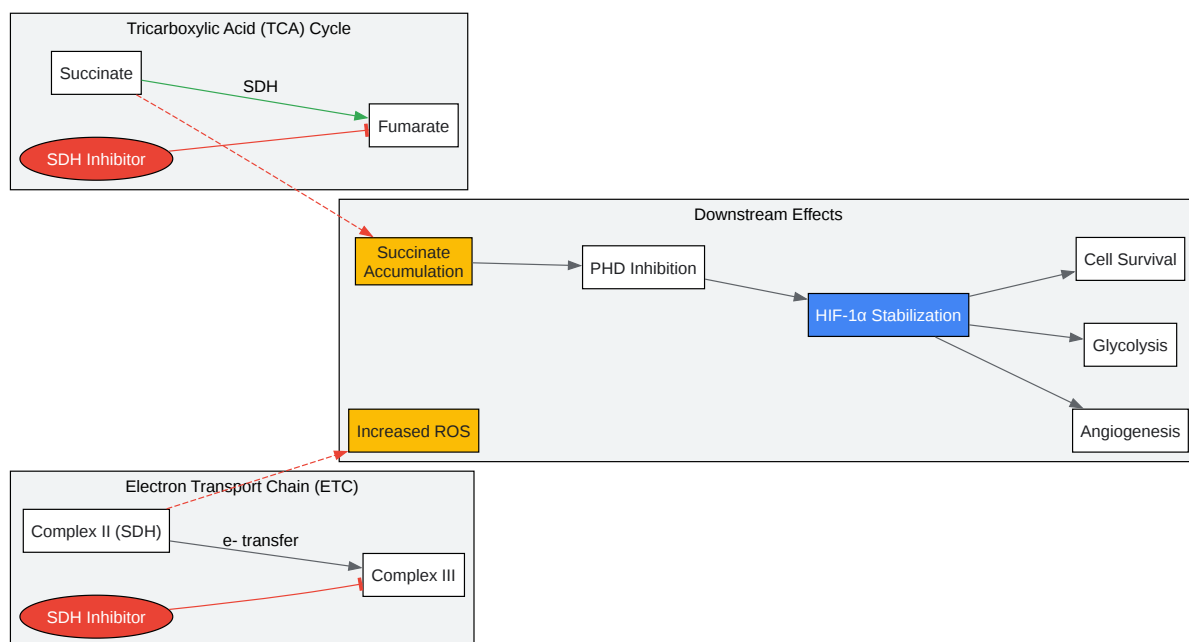 Tricarboxylic Acid (TCA) Cycle
Succinate
SDH
Fumarate
SDH Inhibitor
Downstream Effects
Succinate
Accumulation
PHD Inhibition
HIF-1α Stabilization
Cell Survival
Glycolysis
Angiogenesis
Increased ROS
Electron Transport Chain (ETC)
Complex II (SDH)
e- transfer
Complex III
SDH Inhibitor